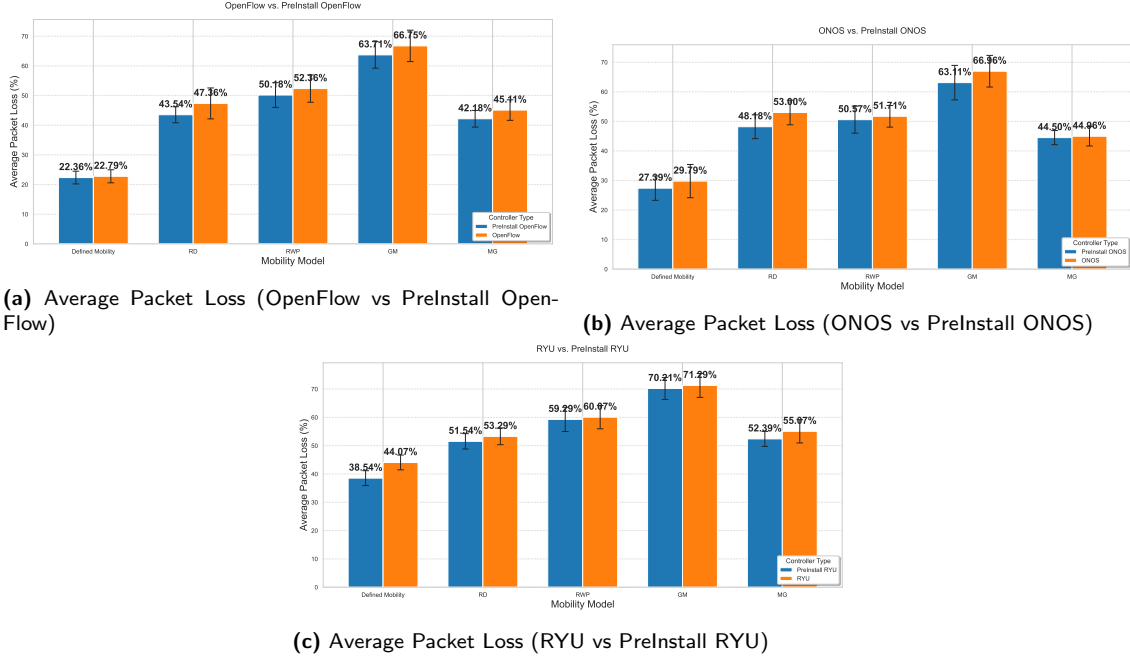 OpenFlow vs. PreInstall OpenFlow
Average Packet Loss (%)
70
60
50
40
30
20
10
0
22.36%
22.79%
43.54%
47.36%
50.18%
52.36%
63.71%
66.75%
42.18%
45.11%
Controller Type
PreInstall OpenFlow
OpenFlow
Defined Mobility
RD
RWP
GM
MG
Mobility Model
(a) Average Packet Loss (OpenFlow vs PreInstall Open-
Flow)
ONOS vs. PreInstall ONOS
Average Packet Loss (%)
70
60
50
40
30
20
10
0
27.39%
29.79%
48.18%
53.00%
50.57%
51.71%
63.11%
66.96%
44.50%
44.96%
Controller Type
PreInstall ONOS
ONOS
Defined Mobility
RD
RWP
GM
MG
Mobility Model
(b) Average Packet Loss (ONOS vs PreInstall ONOS)
RYU vs. PreInstall RYU
Average Packet Loss (%)
70
60
50
40
30
20
10
0
38.54%
44.07%
51.54%
53.29%
59.29%
60.07%
70.21%
71.29%
52.39%
55.07%
Controller Type
PreInstall RYU
RYU
Defined Mobility
RD
RWP
GM
MG
Mobility Model
(c) Average Packet Loss (RYU vs PreInstall RYU)